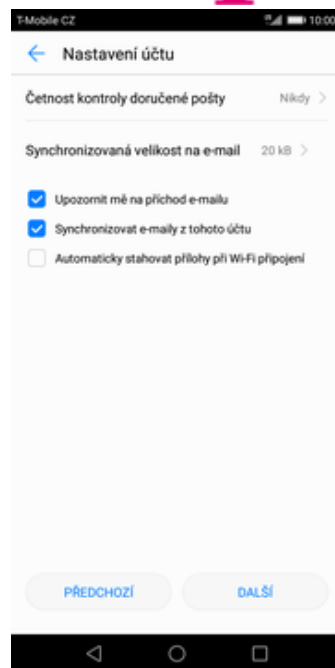 T-Mobile CZ 10:00
Nastavení účtu
Četnost kontroly doručené pošty Nikdy
Synchronizovaná velikost na e-mail 20 kB
Upozornit mě na příchod e-mailu
Synchronizovat e-maily z tohoto účtu
Automaticky stahovat přílohy při Wi-Fi připojení
PŘEDCHOZÍ DALŠÍ